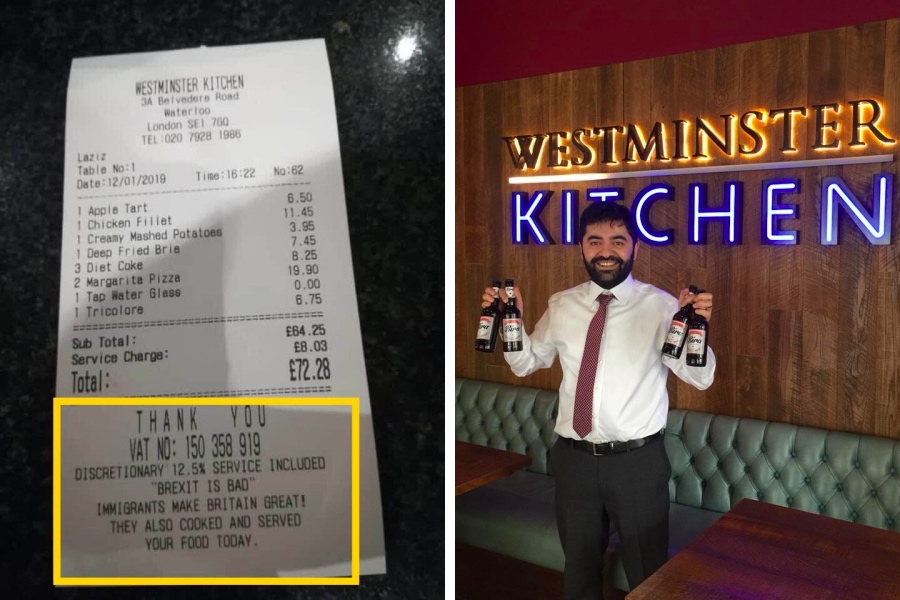 WESTMINSTER KITCHEN
3A Belvedere Road
Waterloo
London SE1 7GQ
TEL:020 7928 1986
Laziz
Table No:1
Date:12/01/2019 Time:16:22 No:62
1 Apple Tart 6.50
1 Chicken Fillet 11.45
1 Creamy Mashed Potatoes 3.95
1 Deep Fried Brie 7.45
3 Diet Coke 8.25
2 Margarita Pizza 19.90
1 Tap Water Glass 0.00
1 Tricolore 6.75
Sub Total: £64.25
Service Charge: £8.03
Total: £72.28
THANK YOU
VAT NO: 150 358 919
DISCRETIONARY 12.5% SERVICE INCLUDED
"BREXIT IS BAD"
IMMIGRANTS MAKE BRITAIN GREAT!
THEY ALSO COOKED AND SERVED
YOUR FOOD TODAY.
WESTMINSTER
KITCHEN